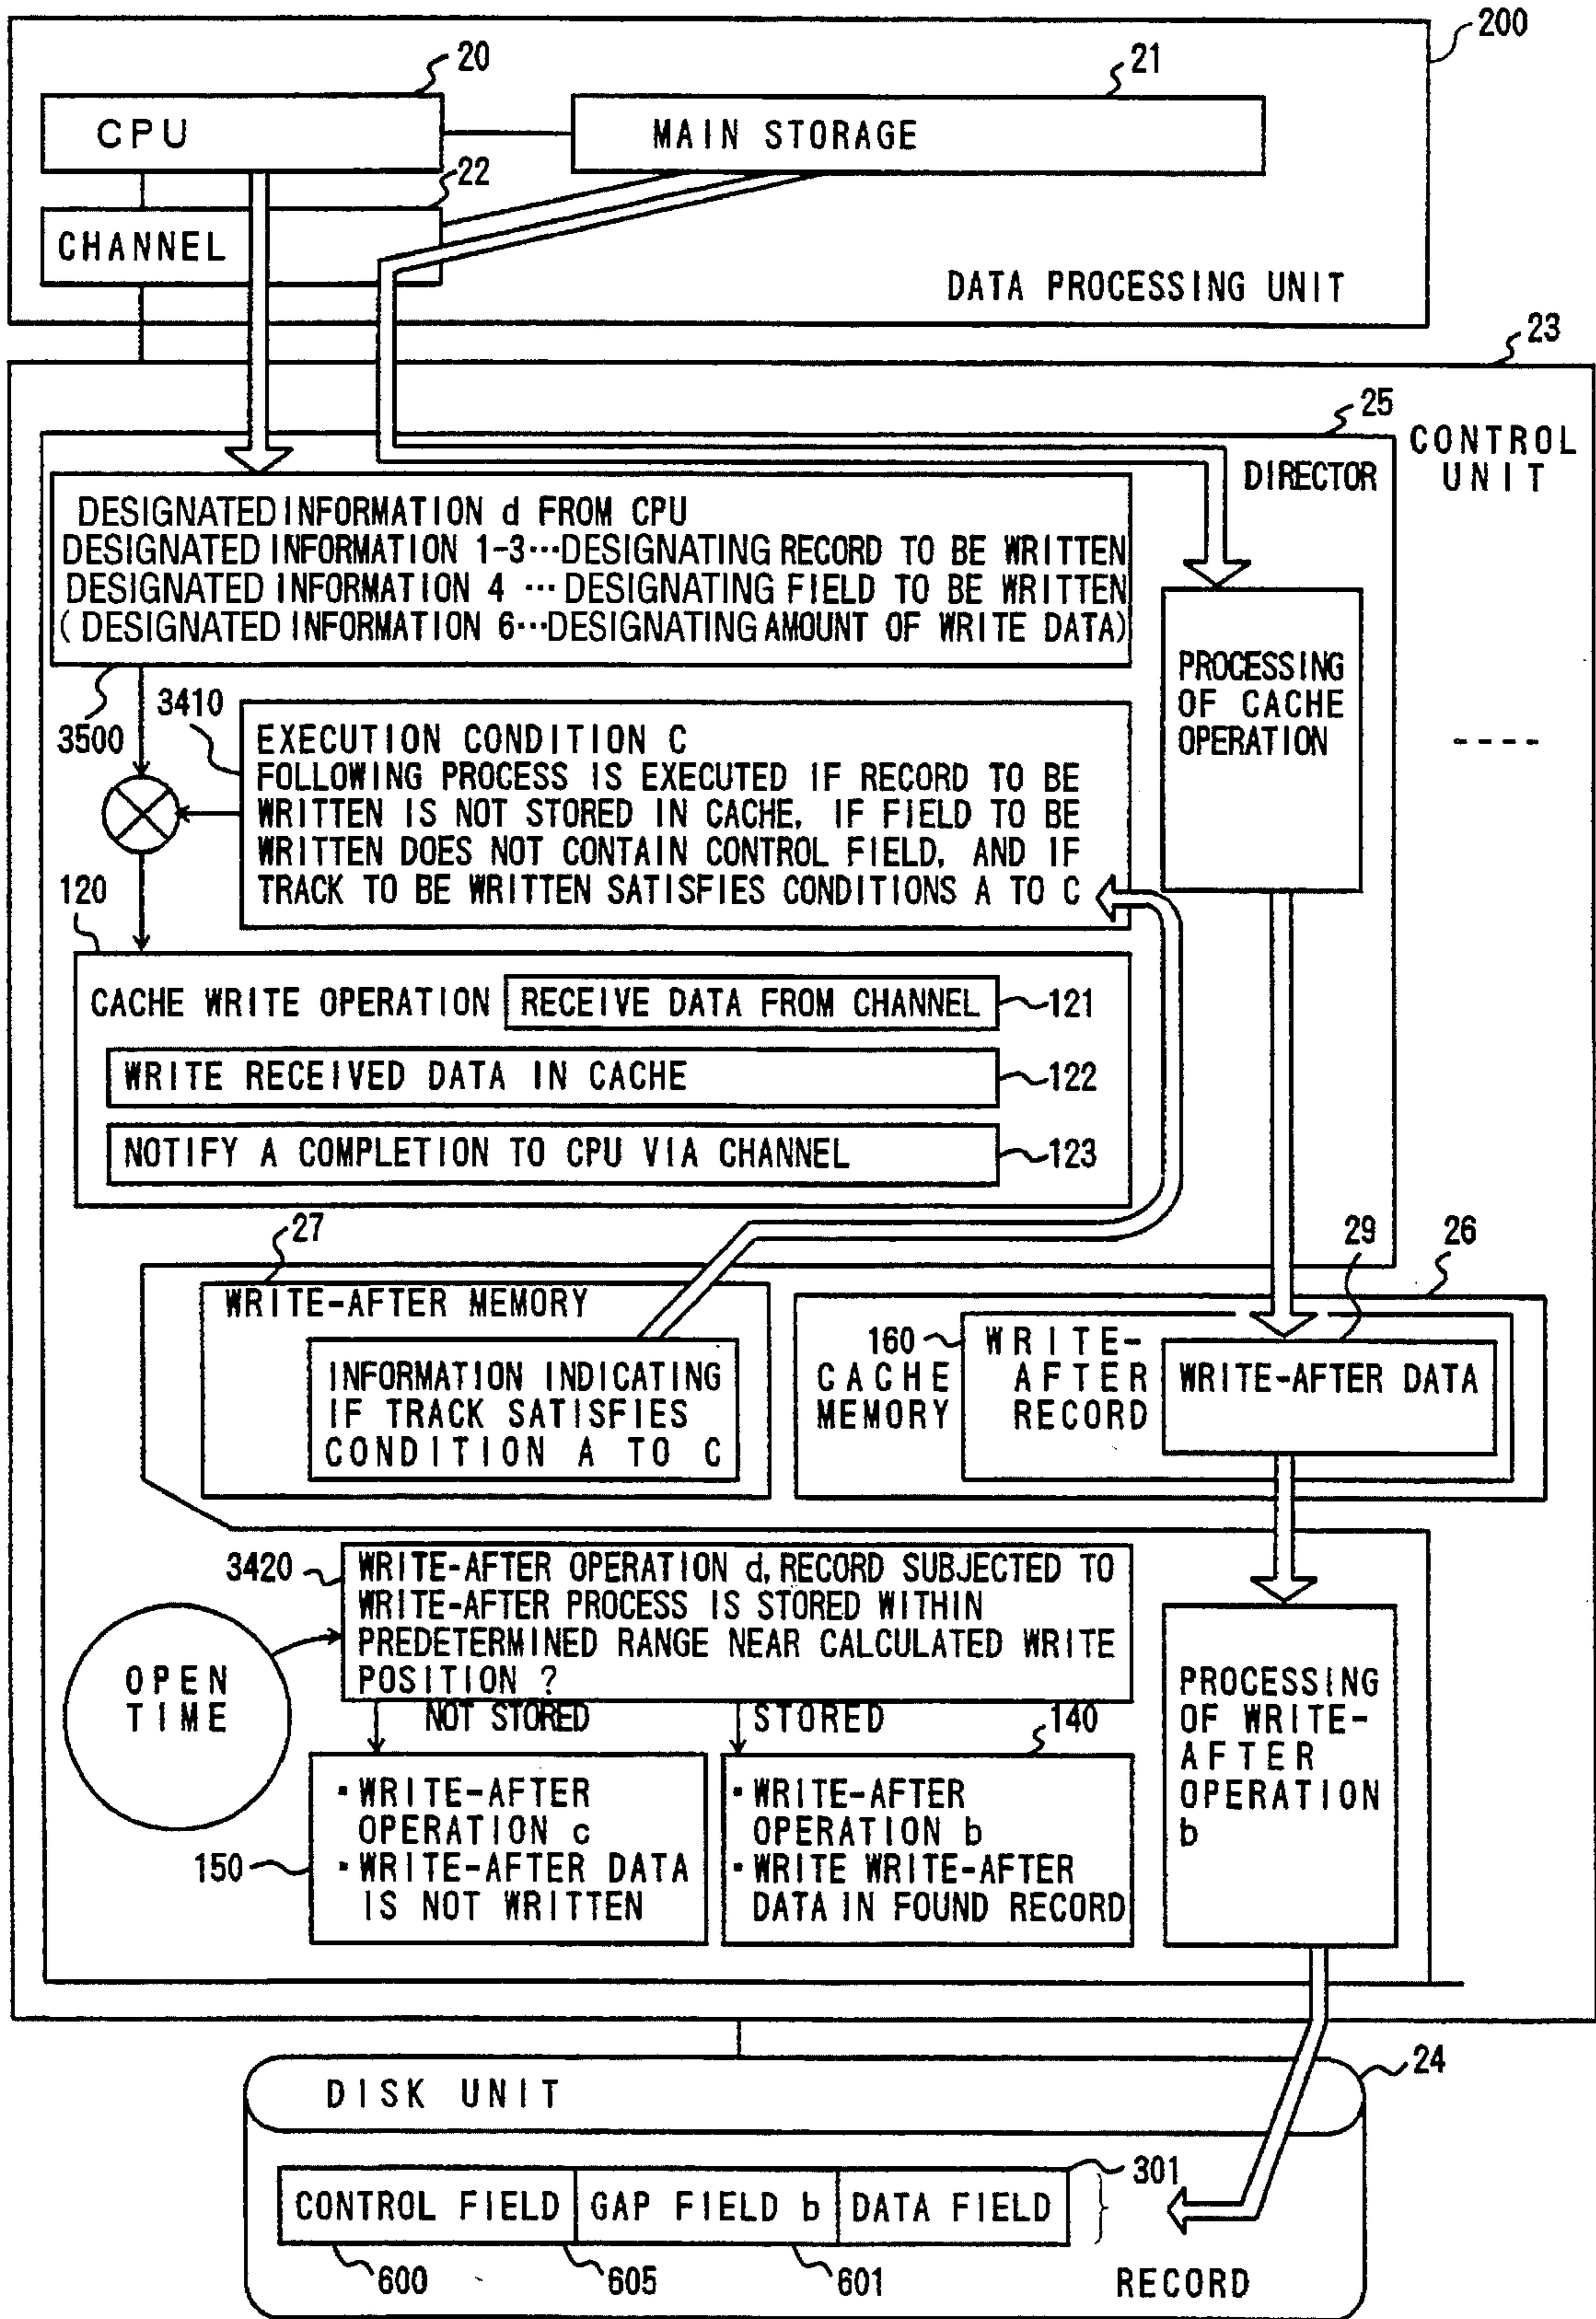 200
20
21
CPU
MAIN STORAGE
22
CHANNEL
DATA PROCESSING UNIT
23
25
CONTROL
UNIT
DIRECTOR
DESIGNATED INFORMATION d FROM CPU
DESIGNATED INFORMATION 1-3···DESIGNATING RECORD TO BE WRITTEN
DESIGNATED INFORMATION 4 ···DESIGNATING FIELD TO BE WRITTEN
(DESIGNATED INFORMATION 6···DESIGNATING AMOUNT OF WRITE DATA)
PROCESSING
OF CACHE
OPERATION
3500
3410
----
EXECUTION CONDITION C
FOLLOWING PROCESS IS EXECUTED IF RECORD TO BE
WRITTEN IS NOT STORED IN CACHE, IF FIELD TO BE
WRITTEN DOES NOT CONTAIN CONTROL FIELD, AND IF
TRACK TO BE WRITTEN SATISFIES CONDITIONS A TO C
120
CACHE WRITE OPERATION
RECEIVE DATA FROM CHANNEL
121
WRITE RECEIVED DATA IN CACHE
122
NOTIFY A COMPLETION TO CPU VIA CHANNEL
123
27
29
26
WRITE-AFTER MEMORY
INFORMATION INDICATING
IF TRACK SATISFIES
CONDITION A TO C
160
CACHE
MEMORY
WRITE-
AFTER
RECORD
WRITE-AFTER DATA
3420
WRITE-AFTER OPERATION d, RECORD SUBJECTED TO
WRITE-AFTER PROCESS IS STORED WITHIN
PREDETERMINED RANGE NEAR CALCULATED WRITE
POSITION ?
OPEN
TIME
NOT STORED
STORED
140
PROCESSING
OF WRITE-
AFTER
OPERATION
b
150
▪ WRITE-AFTER
OPERATION c
▪ WRITE-AFTER DATA
IS NOT WRITTEN
▪ WRITE-AFTER
OPERATION b
▪ WRITE WRITE-AFTER
DATA IN FOUND RECORD
24
DISK UNIT
301
CONTROL FIELD
GAP FIELD b
DATA FIELD
600
605
601
RECORD